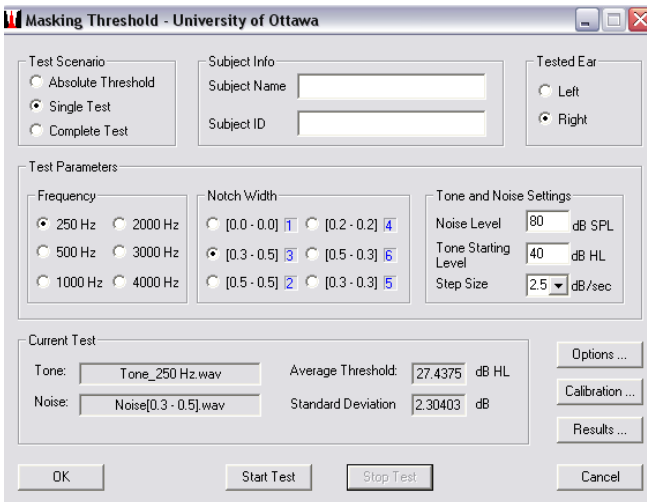 Masking Threshold - University of Ottawa
Test Scenario
Absolute Threshold
Single Test
Complete Test
Subject Info
Subject Name
Subject ID
Tested Ear
Left
Right
Test Parameters
Frequency
250 Hz 2000 Hz
500 Hz 3000 Hz
1000 Hz 4000 Hz
Notch Width
[0.0 - 0.0] 1 [0.2 - 0.2] 4
[0.3 - 0.5] 3 [0.5 - 0.3] 6
[0.5 - 0.5] 2 [0.3 - 0.3] 5
Tone and Noise Settings
Noise Level 80 dB SPL
Tone Starting
Level 40 dB HL
Step Size 2.5 dB/sec
Current Test
Tone: Tone_250 Hz.wav
Noise: Noise[0.3 - 0.5].wav
Average Threshold: 27.4375 dB HL
Standard Deviation 2.30403 dB
Options ...
Calibration ...
Results ...
OK
Start Test
Stop Test
Cancel